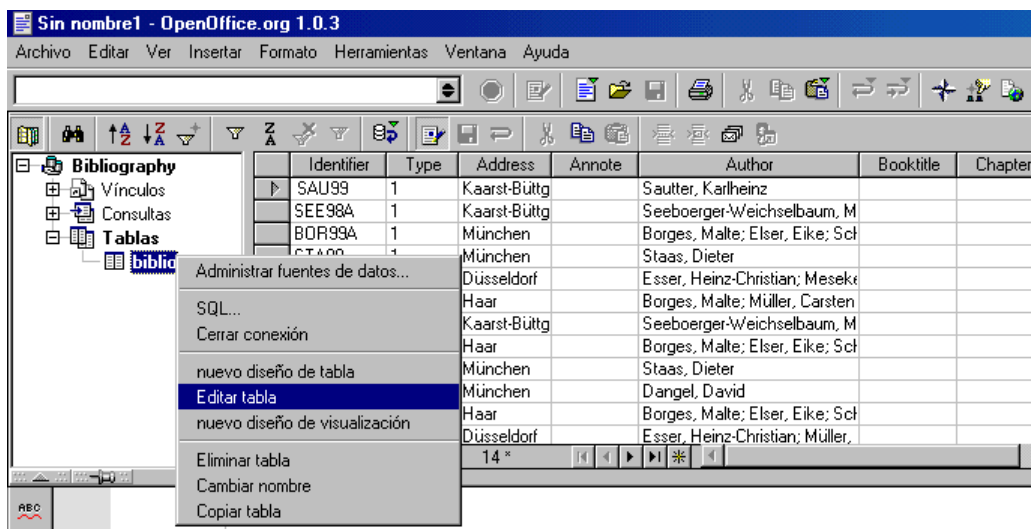 Sin nombre1 - OpenOffice.org 1.0.3
Archivo Editar Ver Insertar Formato Herramientas Ventana Ayuda
Bibliography
Vínculos
Consultas
Tablas
biblio
Identifier Type Address Annote Author Booktitle Chapter
SAU99 1 Kaarst-Büttg Sautter, Karlheinz
SEE98A 1 Kaarst-Büttg Seeboerger-Weichselbaum, M
BOR99A 1 München Borges, Malte; Elser, Eike; Sch
München Staas, Dieter
Düsseldorf Esser, Heinz-Christian; Meseke
Haar Borges, Malte; Müller, Carsten
Kaarst-Büttg Seeboerger-Weichselbaum, M
Haar Borges, Malte; Elser, Eike; Sch
München Staas, Dieter
München Dangel, David
Haar Borges, Malte; Elser, Eike; Sch
Düsseldorf Esser, Heinz-Christian; Müller,
14 *
Administrar fuentes de datos...
SQL...
Cerrar conexión
nuevo diseño de tabla
Editar tabla
nuevo diseño de visualización
Eliminar tabla
Cambiar nombre
Copiar tabla
ABC